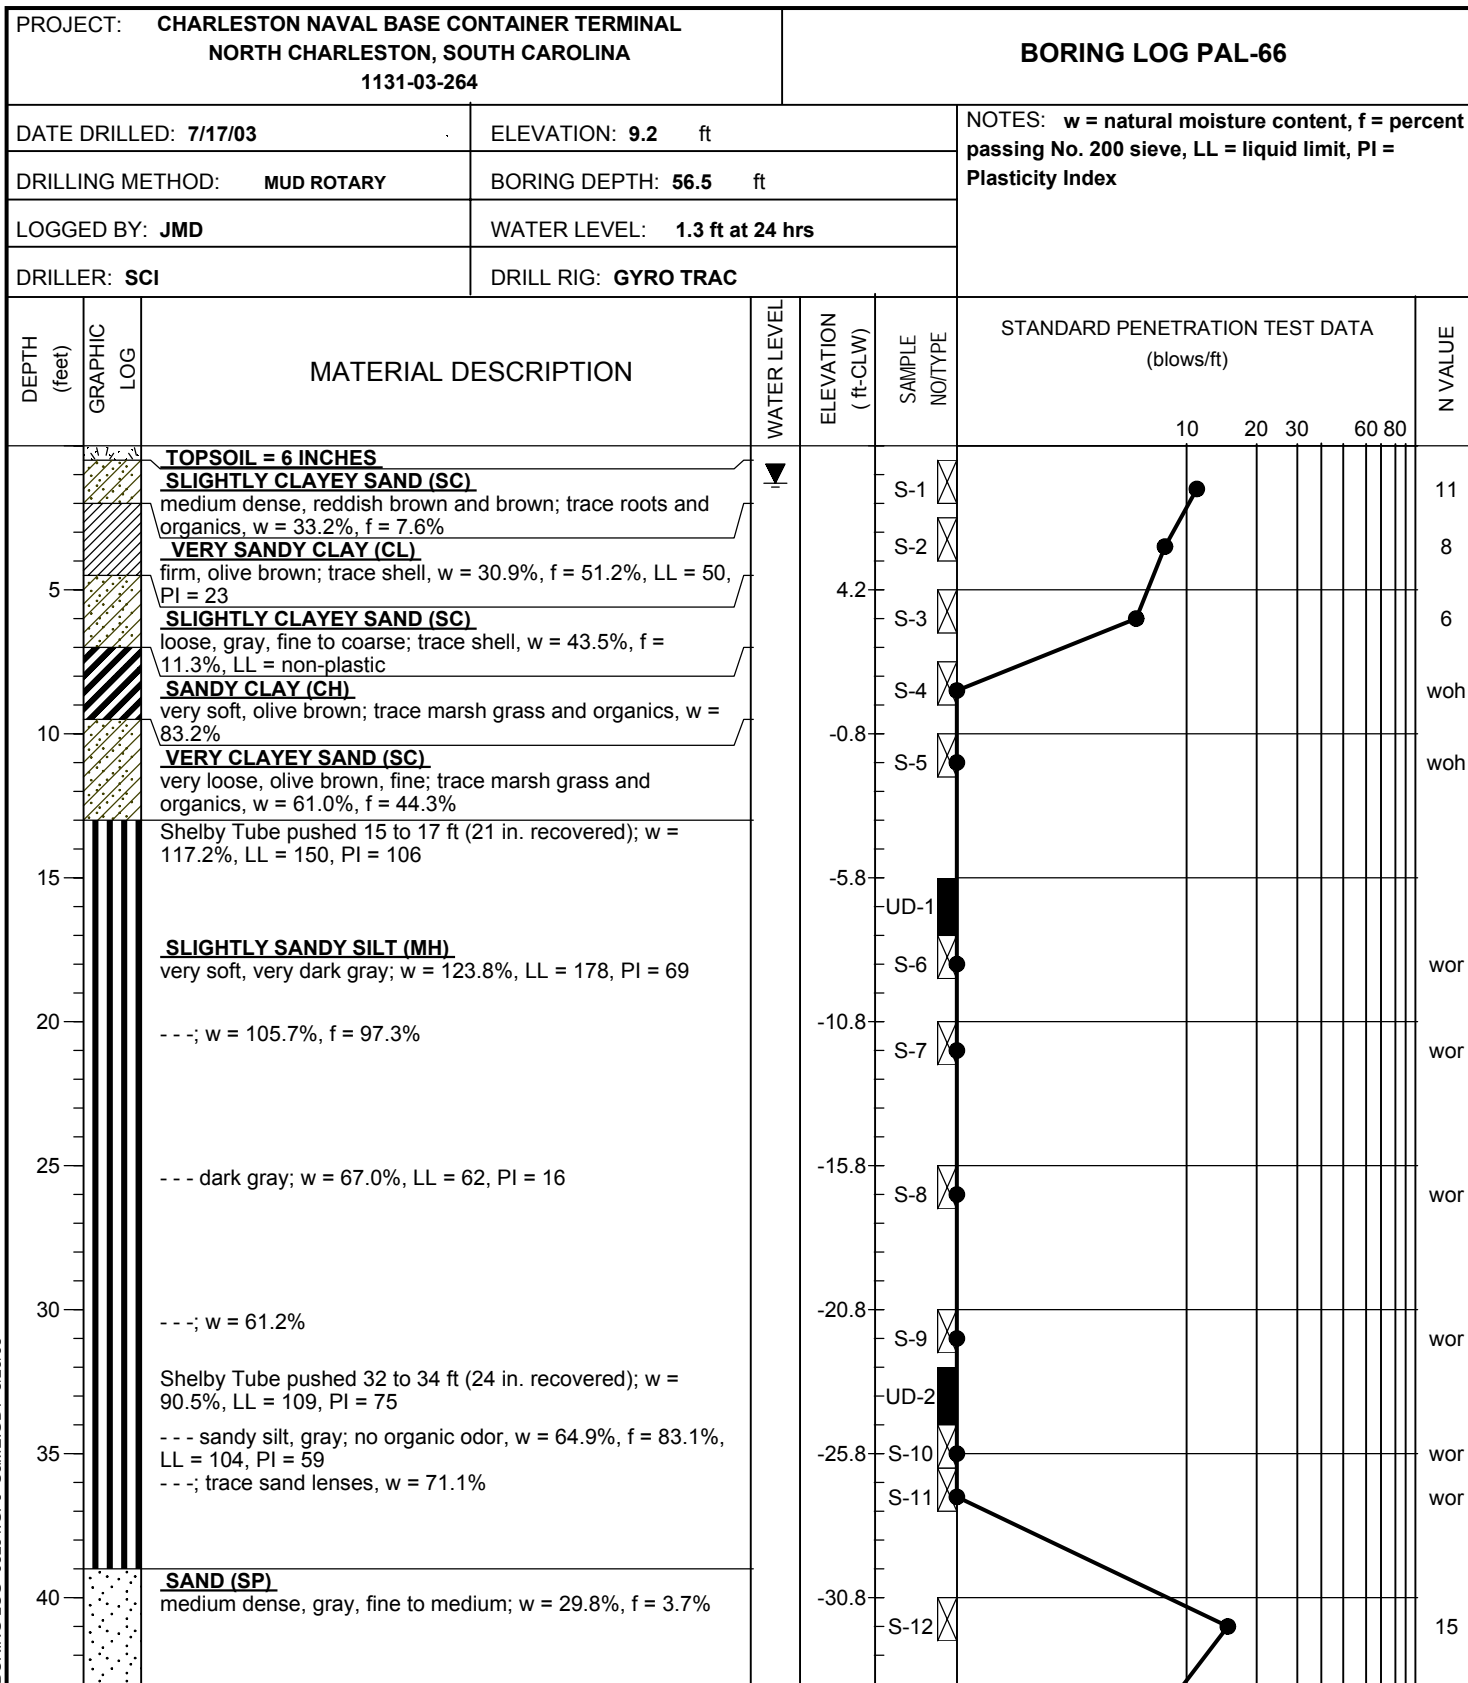 PROJECT: CHARLESTON NAVAL BASE CONTAINER TERMINAL
NORTH CHARLESTON, SOUTH CAROLINA
1131-03-264
BORING LOG PAL-66
DATE DRILLED: 7/17/03
ELEVATION: 9.2 ft
DRILLING METHOD: MUD ROTARY
BORING DEPTH: 56.5 ft
LOGGED BY: JMD
WATER LEVEL: 1.3 ft at 24 hrs
DRILLER: SCI
DRILL RIG: GYRO TRAC
NOTES: w = natural moisture content, f = percent
passing No. 200 sieve, LL = liquid limit, PI =
Plasticity Index
DEPTH
(feet)
GRAPHIC
LOG
MATERIAL DESCRIPTION
WATER LEVEL
ELEVATION
( ft-CLW)
SAMPLE
NO/TYPE
STANDARD PENETRATION TEST DATA
(blows/ft)
10 20 30 60 80
N VALUE
TOPSOIL = 6 INCHES
SLIGHTLY CLAYEY SAND (SC)
medium dense, reddish brown and brown; trace roots and
organics, w = 33.2%, f = 7.6%
S-1 11
VERY SANDY CLAY (CL)
firm, olive brown; trace shell, w = 30.9%, f = 51.2%, LL = 50,
PI = 23
S-2 8
5 4.2
SLIGHTLY CLAYEY SAND (SC)
loose, gray, fine to coarse; trace shell, w = 43.5%, f =
11.3%, LL = non-plastic
S-3 6
SANDY CLAY (CH)
very soft, olive brown; trace marsh grass and organics, w =
83.2%
S-4 woh
10 -0.8
VERY CLAYEY SAND (SC)
very loose, olive brown, fine; trace marsh grass and
organics, w = 61.0%, f = 44.3%
S-5 woh
Shelby Tube pushed 15 to 17 ft (21 in. recovered); w =
117.2%, LL = 150, PI = 106
15 -5.8
UD-1
SLIGHTLY SANDY SILT (MH)
very soft, very dark gray; w = 123.8%, LL = 178, PI = 69
S-6 wor
20 -10.8
- - -; w = 105.7%, f = 97.3%
S-7 wor
25 -15.8
- - - dark gray; w = 67.0%, LL = 62, PI = 16
S-8 wor
30 -20.8
- - -; w = 61.2%
S-9 wor
Shelby Tube pushed 32 to 34 ft (24 in. recovered); w =
90.5%, LL = 109, PI = 75
UD-2
- - - sandy silt, gray; no organic odor, w = 64.9%, f = 83.1%,
LL = 104, PI = 59
35 -25.8 S-10 wor
- - -; trace sand lenses, w = 71.1%
S-11 wor
SAND (SP)
medium dense, gray, fine to medium; w = 29.8%, f = 3.7%
40 -30.8
S-12 15